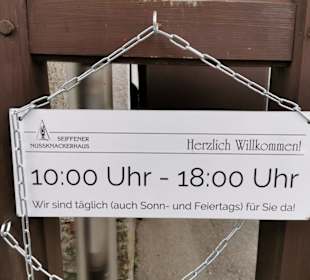 SEIFFENER
NUSSKNACKERHAUS
Herzlich Willkommen!
10:00 Uhr - 18:00 Uhr
Wir sind täglich (auch Sonn- und Feiertags) für Sie da!